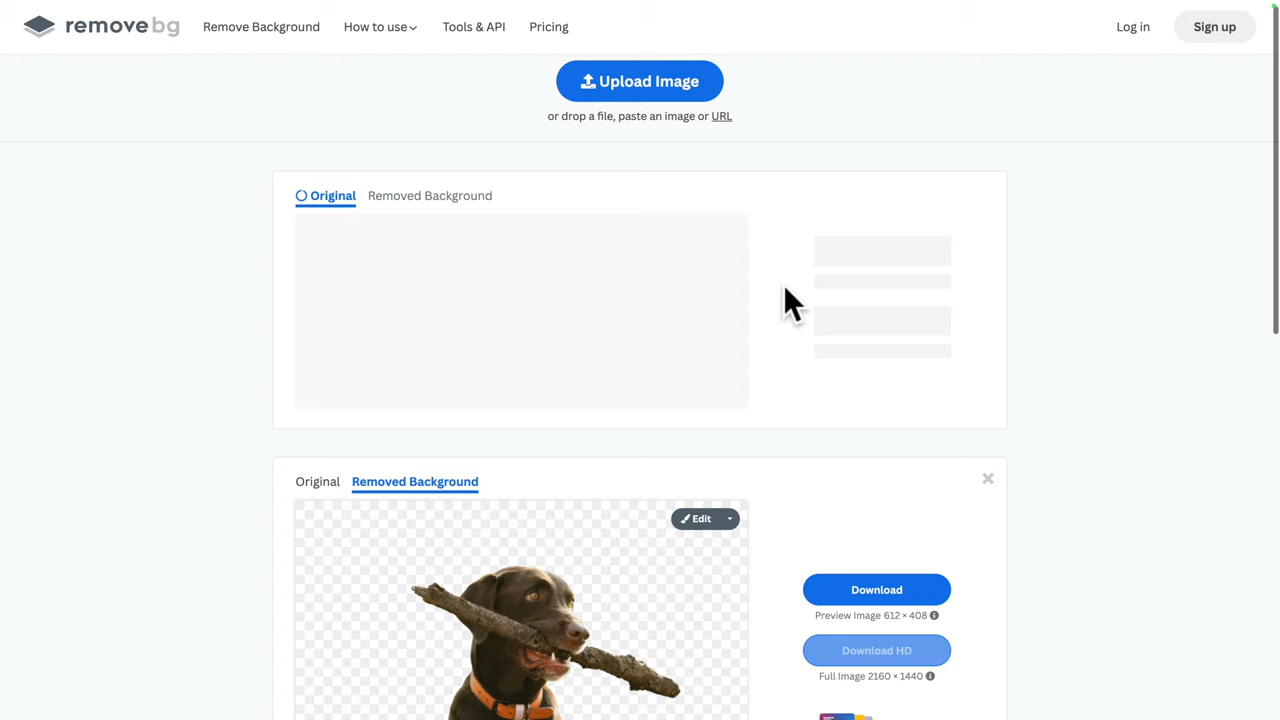 removebg Remove Background How to use Tools & API Pricing Log in Sign up
Upload Image
or drop a file, paste an image or URL
Original Removed Background
Original Removed Background
Edit
Download
Preview Image 612 × 408
Download HD
Full Image 2160 × 1440